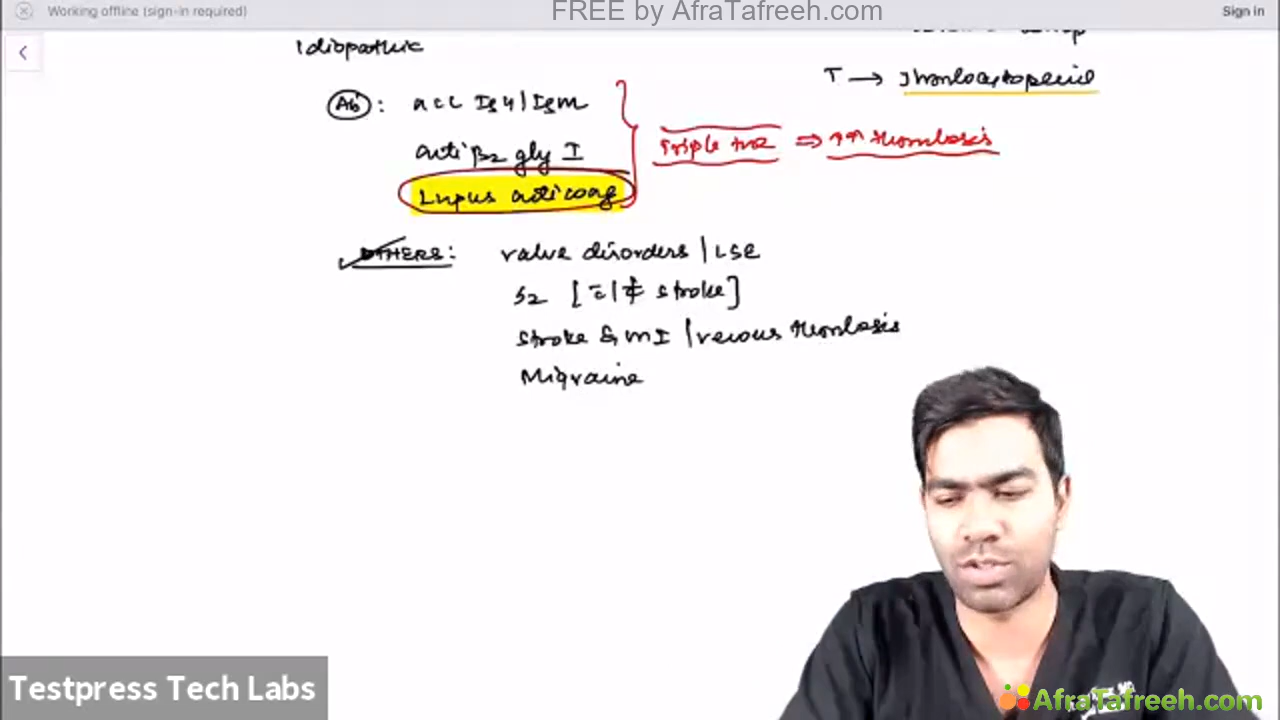 Working offline (sign-in required)
FREE by AfraTafreeh.com
Sign in
Idiopathic
T → Thrombocytopenia
Ab : aCL IgG/IgM
anti β2 gly I
Triple +ve ⇒ ↑↑ thrombosis
Lupus anticoag
OTHERS: valve disorders | LSE
Sz [ | stroke]
stroke & MI | venous thrombosis
Migraine
Testpress Tech Labs
AfraTafreeh.com